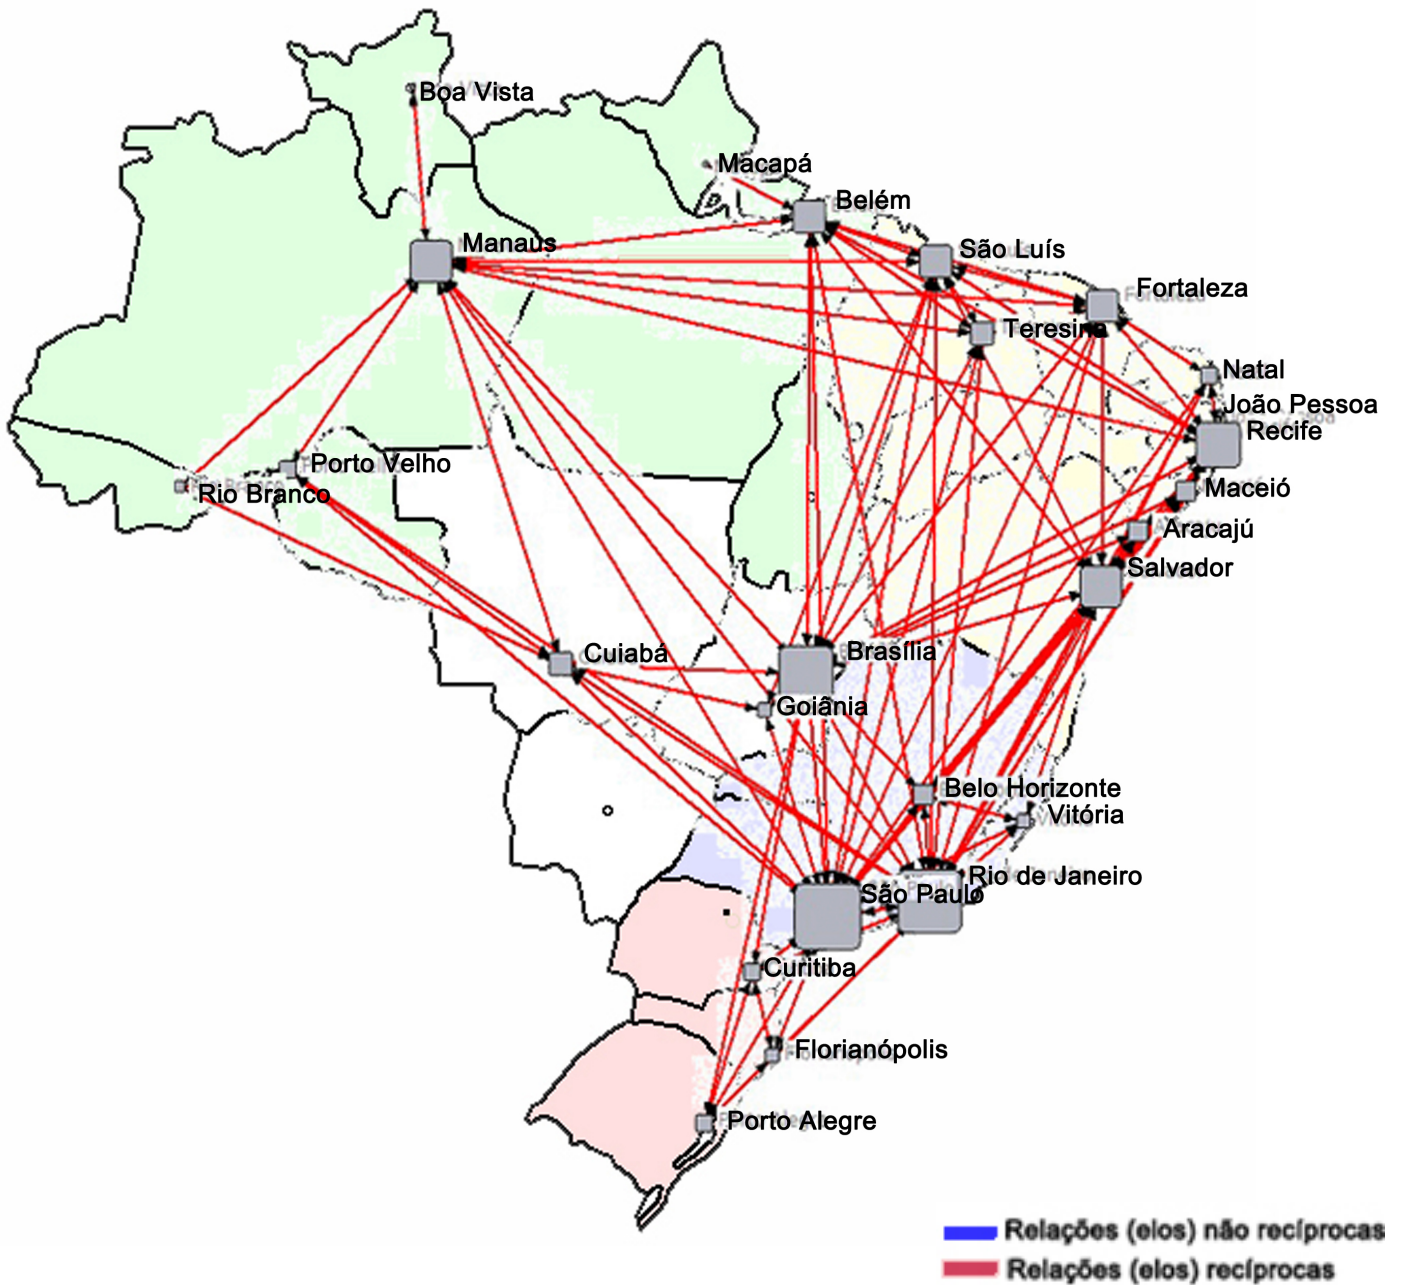 Boa Vista
Macapá
Belém
Manaus
São Luís
Fortaleza
Teresina
Natal
João Pessoa
Recife
Porto Velho
Rio Branco
Maceió
Aracajú
Salvador
Cuiabá
Brasília
Goiânia
Belo Horizonte
Vitória
Rio de Janeiro
São Paulo
Curitiba
Florianópolis
Porto Alegre
Relações (elos) não recíprocas
Relações (elos) recíprocas